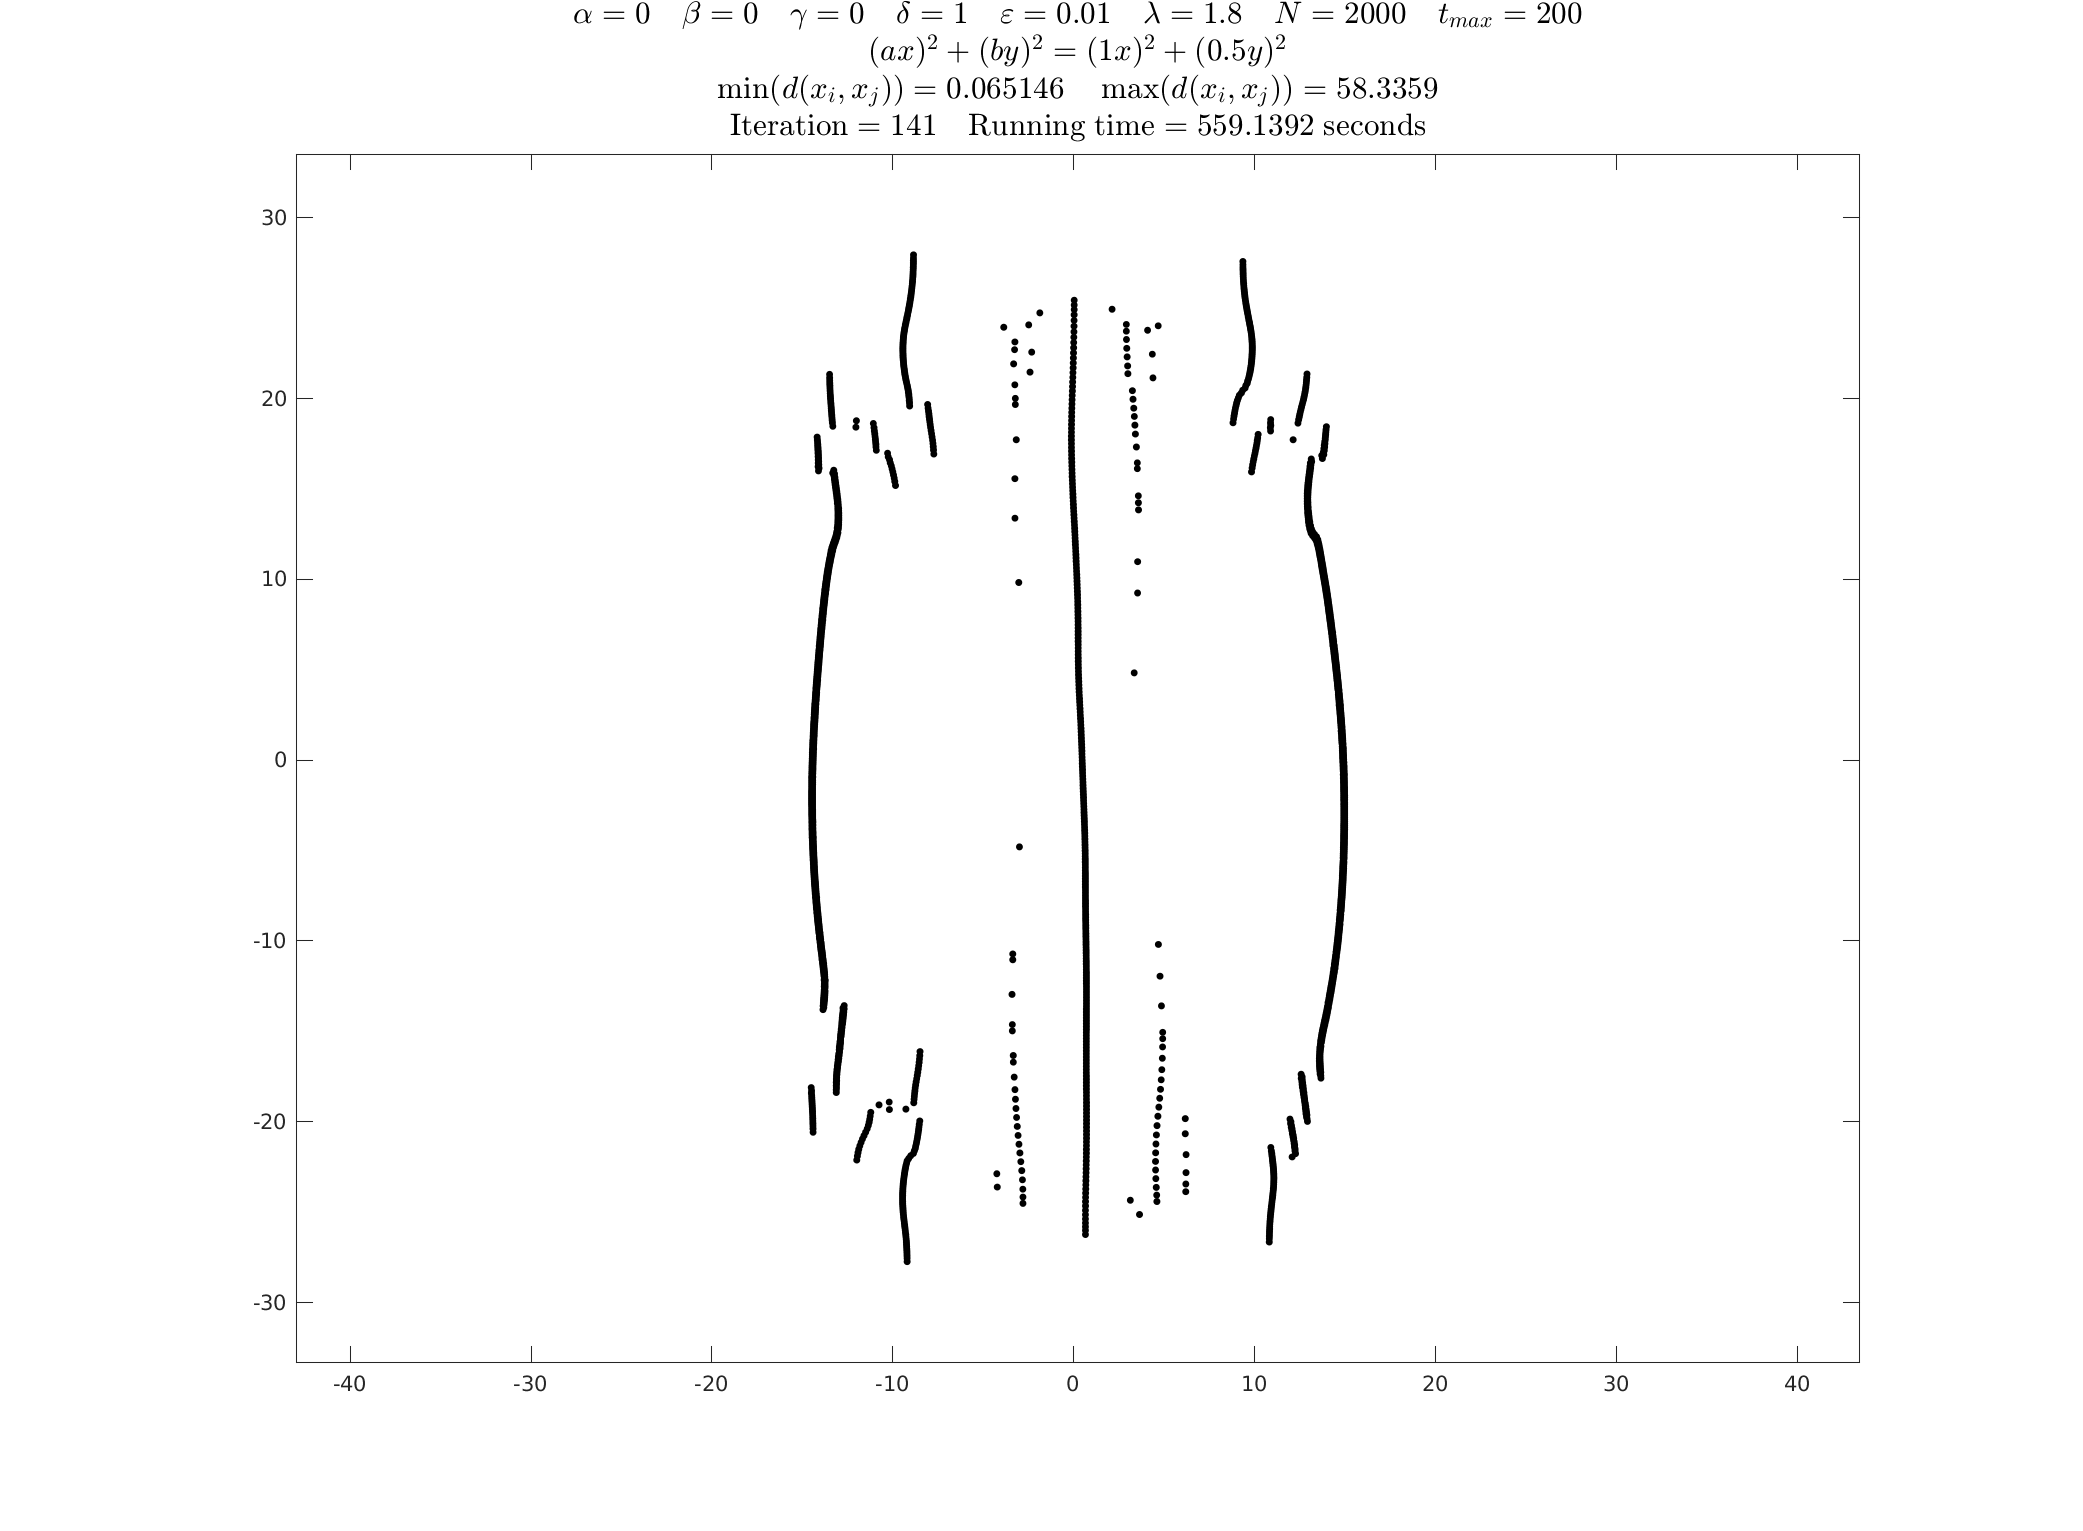 α = 0 β = 0 γ = 0 δ = 1 ε = 0.01 λ = 1.8 N = 2000 t_{max} = 200
(ax)² + (by)² = (1x)² + (0.5y)²
min(d(x_i, x_j)) = 0.065146 max(d(x_i, x_j)) = 58.3359
Iteration = 141 Running time = 559.1392 seconds
30
20
10
0
-10
-20
-30
-40 -30 -20 -10 0 10 20 30 40